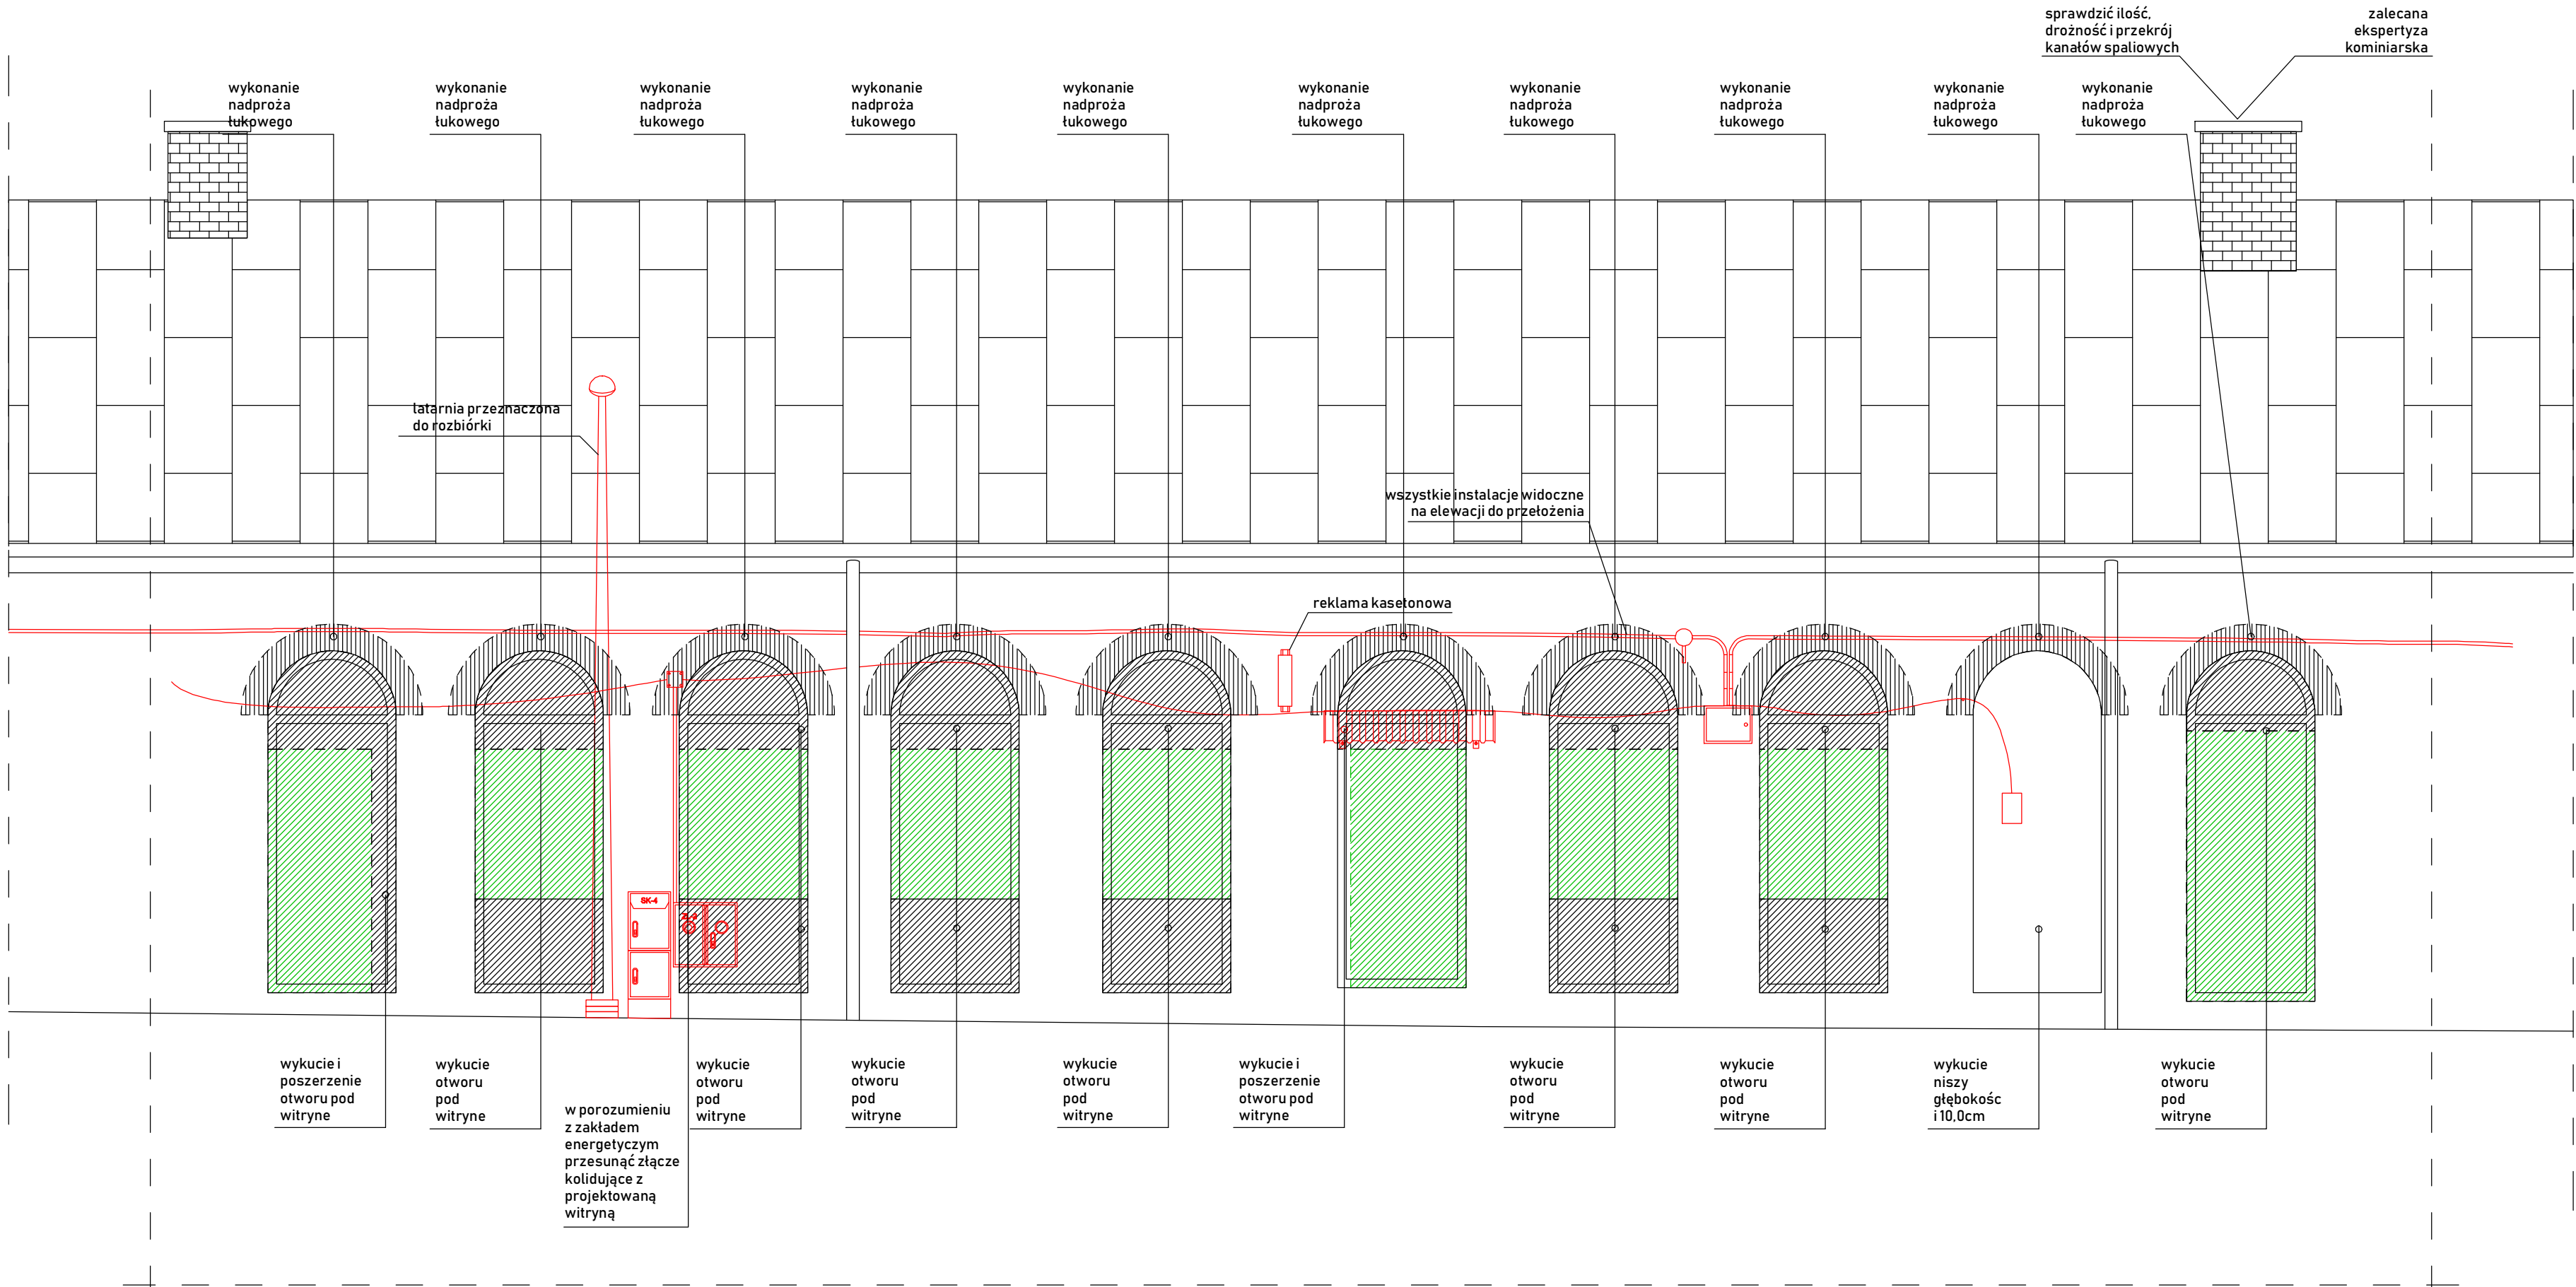 sprawdzić ilość,
drożność i przekrój
kanałów spaliowych
zalecana
ekspertyza
kominiarska
wykonanie
nadproża
łukowego
wykonanie
nadproża
łukowego
wykonanie
nadproża
łukowego
wykonanie
nadproża
łukowego
wykonanie
nadproża
łukowego
wykonanie
nadproża
łukowego
wykonanie
nadproża
łukowego
wykonanie
nadproża
łukowego
wykonanie
nadproża
łukowego
wykonanie
nadproża
łukowego
latarnia przeznaczona
do rozbiórki
wszystkie instalacje widoczne
na elewacji do przełożenia
reklama kasetonowa
SK-4
wykucie i
poszerzenie
otworu pod
witryne
wykucie
otworu
pod
witryne
w porozumieniu
z zakładem
energetyczym
przesunąć złącze
kolidujące z
projektowaną
witryną
wykucie
otworu
pod
witryne
wykucie
otworu
pod
witryne
wykucie
otworu
pod
witryne
wykucie i
poszerzenie
otworu pod
witryne
wykucie
otworu
pod
witryne
wykucie
otworu
pod
witryne
wykucie
niszy
głębokośc
i 10,0cm
wykucie
otworu
pod
witryne